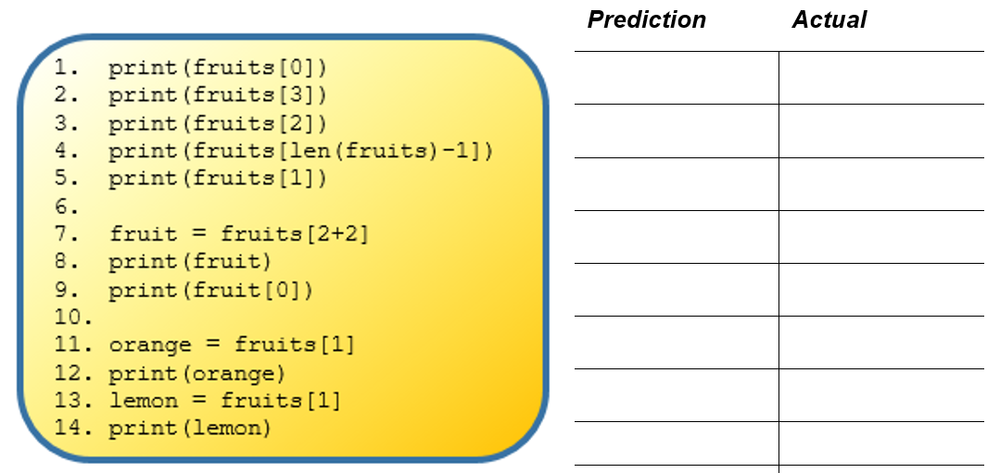 Prediction Actual
1. print(fruits[0])
2. print(fruits[3])
3. print(fruits[2])
4. print(fruits[len(fruits)-1])
5. print(fruits[1])
6.
7. fruit = fruits[2+2]
8. print(fruit)
9. print(fruit[0])
10.
11. orange = fruits[1]
12. print(orange)
13. lemon = fruits[1]
14. print(lemon)